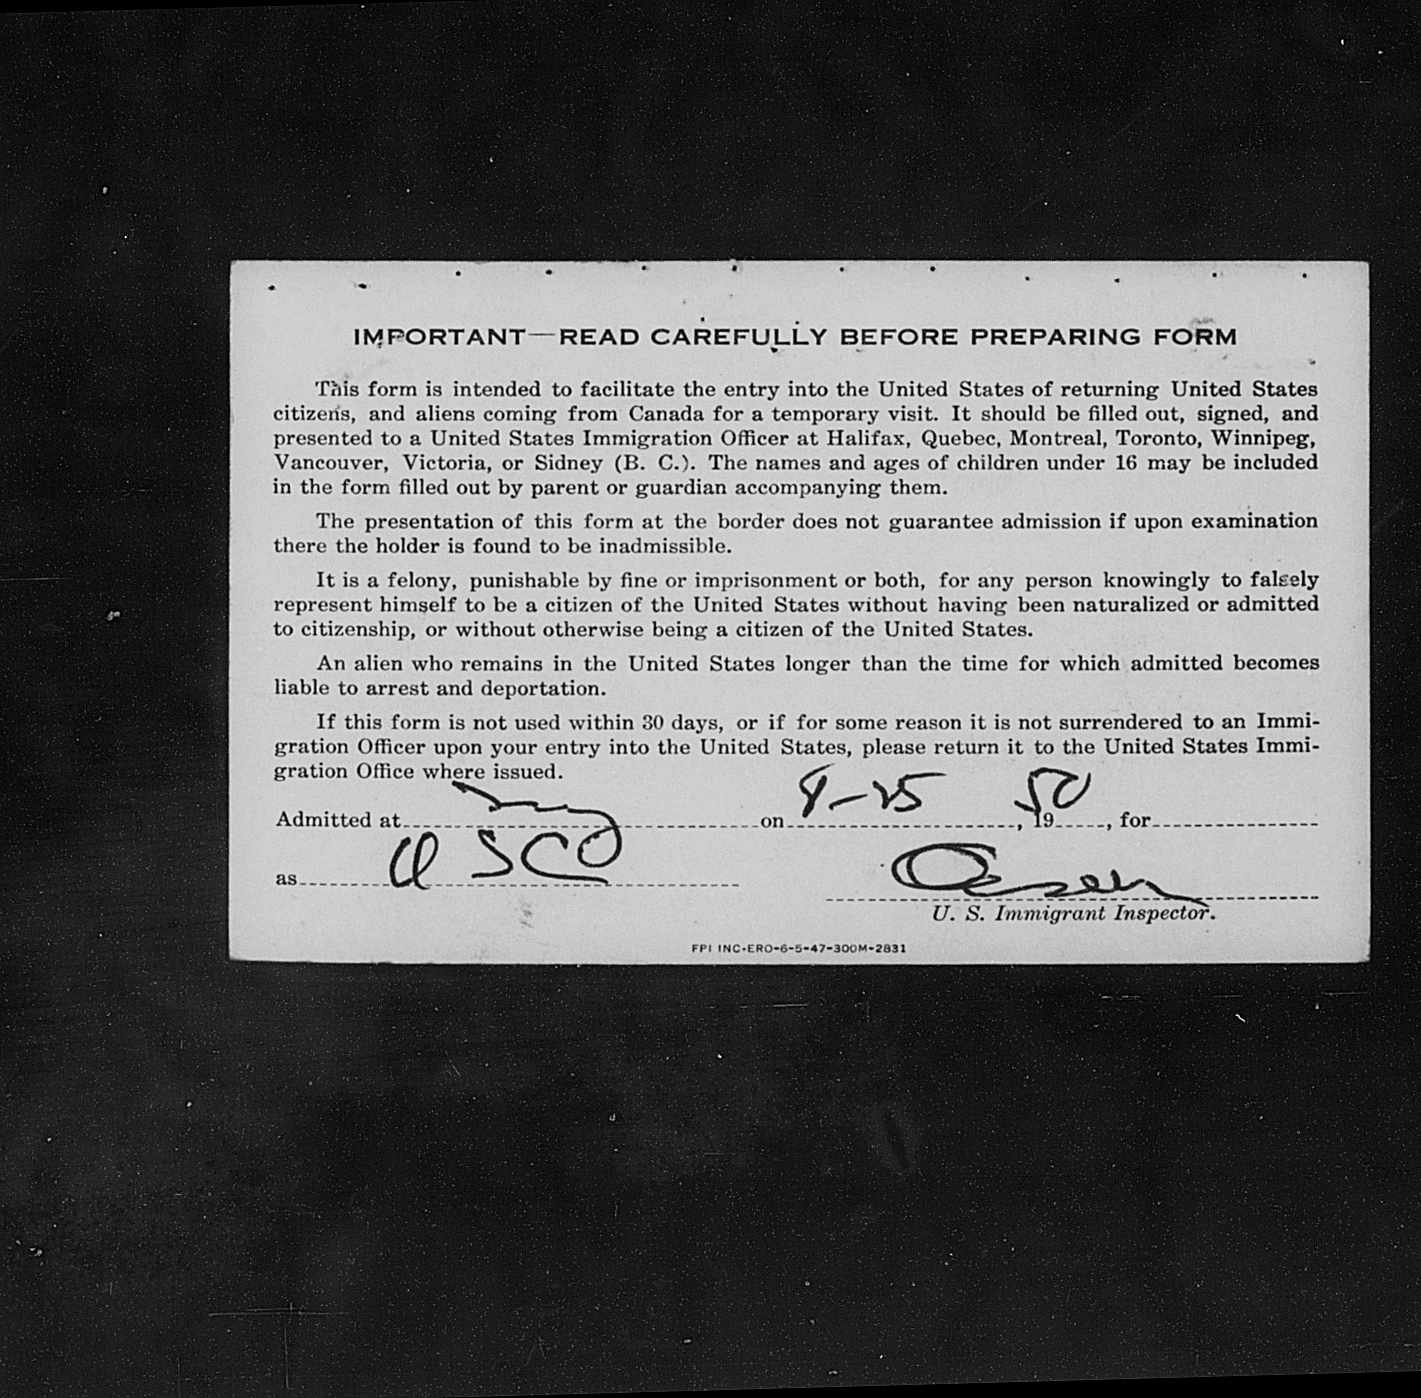 IMPORTANT—READ CAREFULLY BEFORE PREPARING FORM
This form is intended to facilitate the entry into the United States of returning United States
citizens, and aliens coming from Canada for a temporary visit. It should be filled out, signed, and
presented to a United States Immigration Officer at Halifax, Quebec, Montreal, Toronto, Winnipeg,
Vancouver, Victoria, or Sidney (B. C.). The names and ages of children under 16 may be included
in the form filled out by parent or guardian accompanying them.
The presentation of this form at the border does not guarantee admission if upon examination
there the holder is found to be inadmissible.
It is a felony, punishable by fine or imprisonment or both, for any person knowingly to falsely
represent himself to be a citizen of the United States without having been naturalized or admitted
to citizenship, or without otherwise being a citizen of the United States.
An alien who remains in the United States longer than the time for which admitted becomes
liable to arrest and deportation.
If this form is not used within 30 days, or if for some reason it is not surrendered to an Immi-
gration Officer upon your entry into the United States, please return it to the United States Immi-
gration Office where issued.
Admitted at on 8-25, 1950, for
as USC
U. S. Immigrant Inspector.
FPI INC-ERO-6-5-47-300M-2831